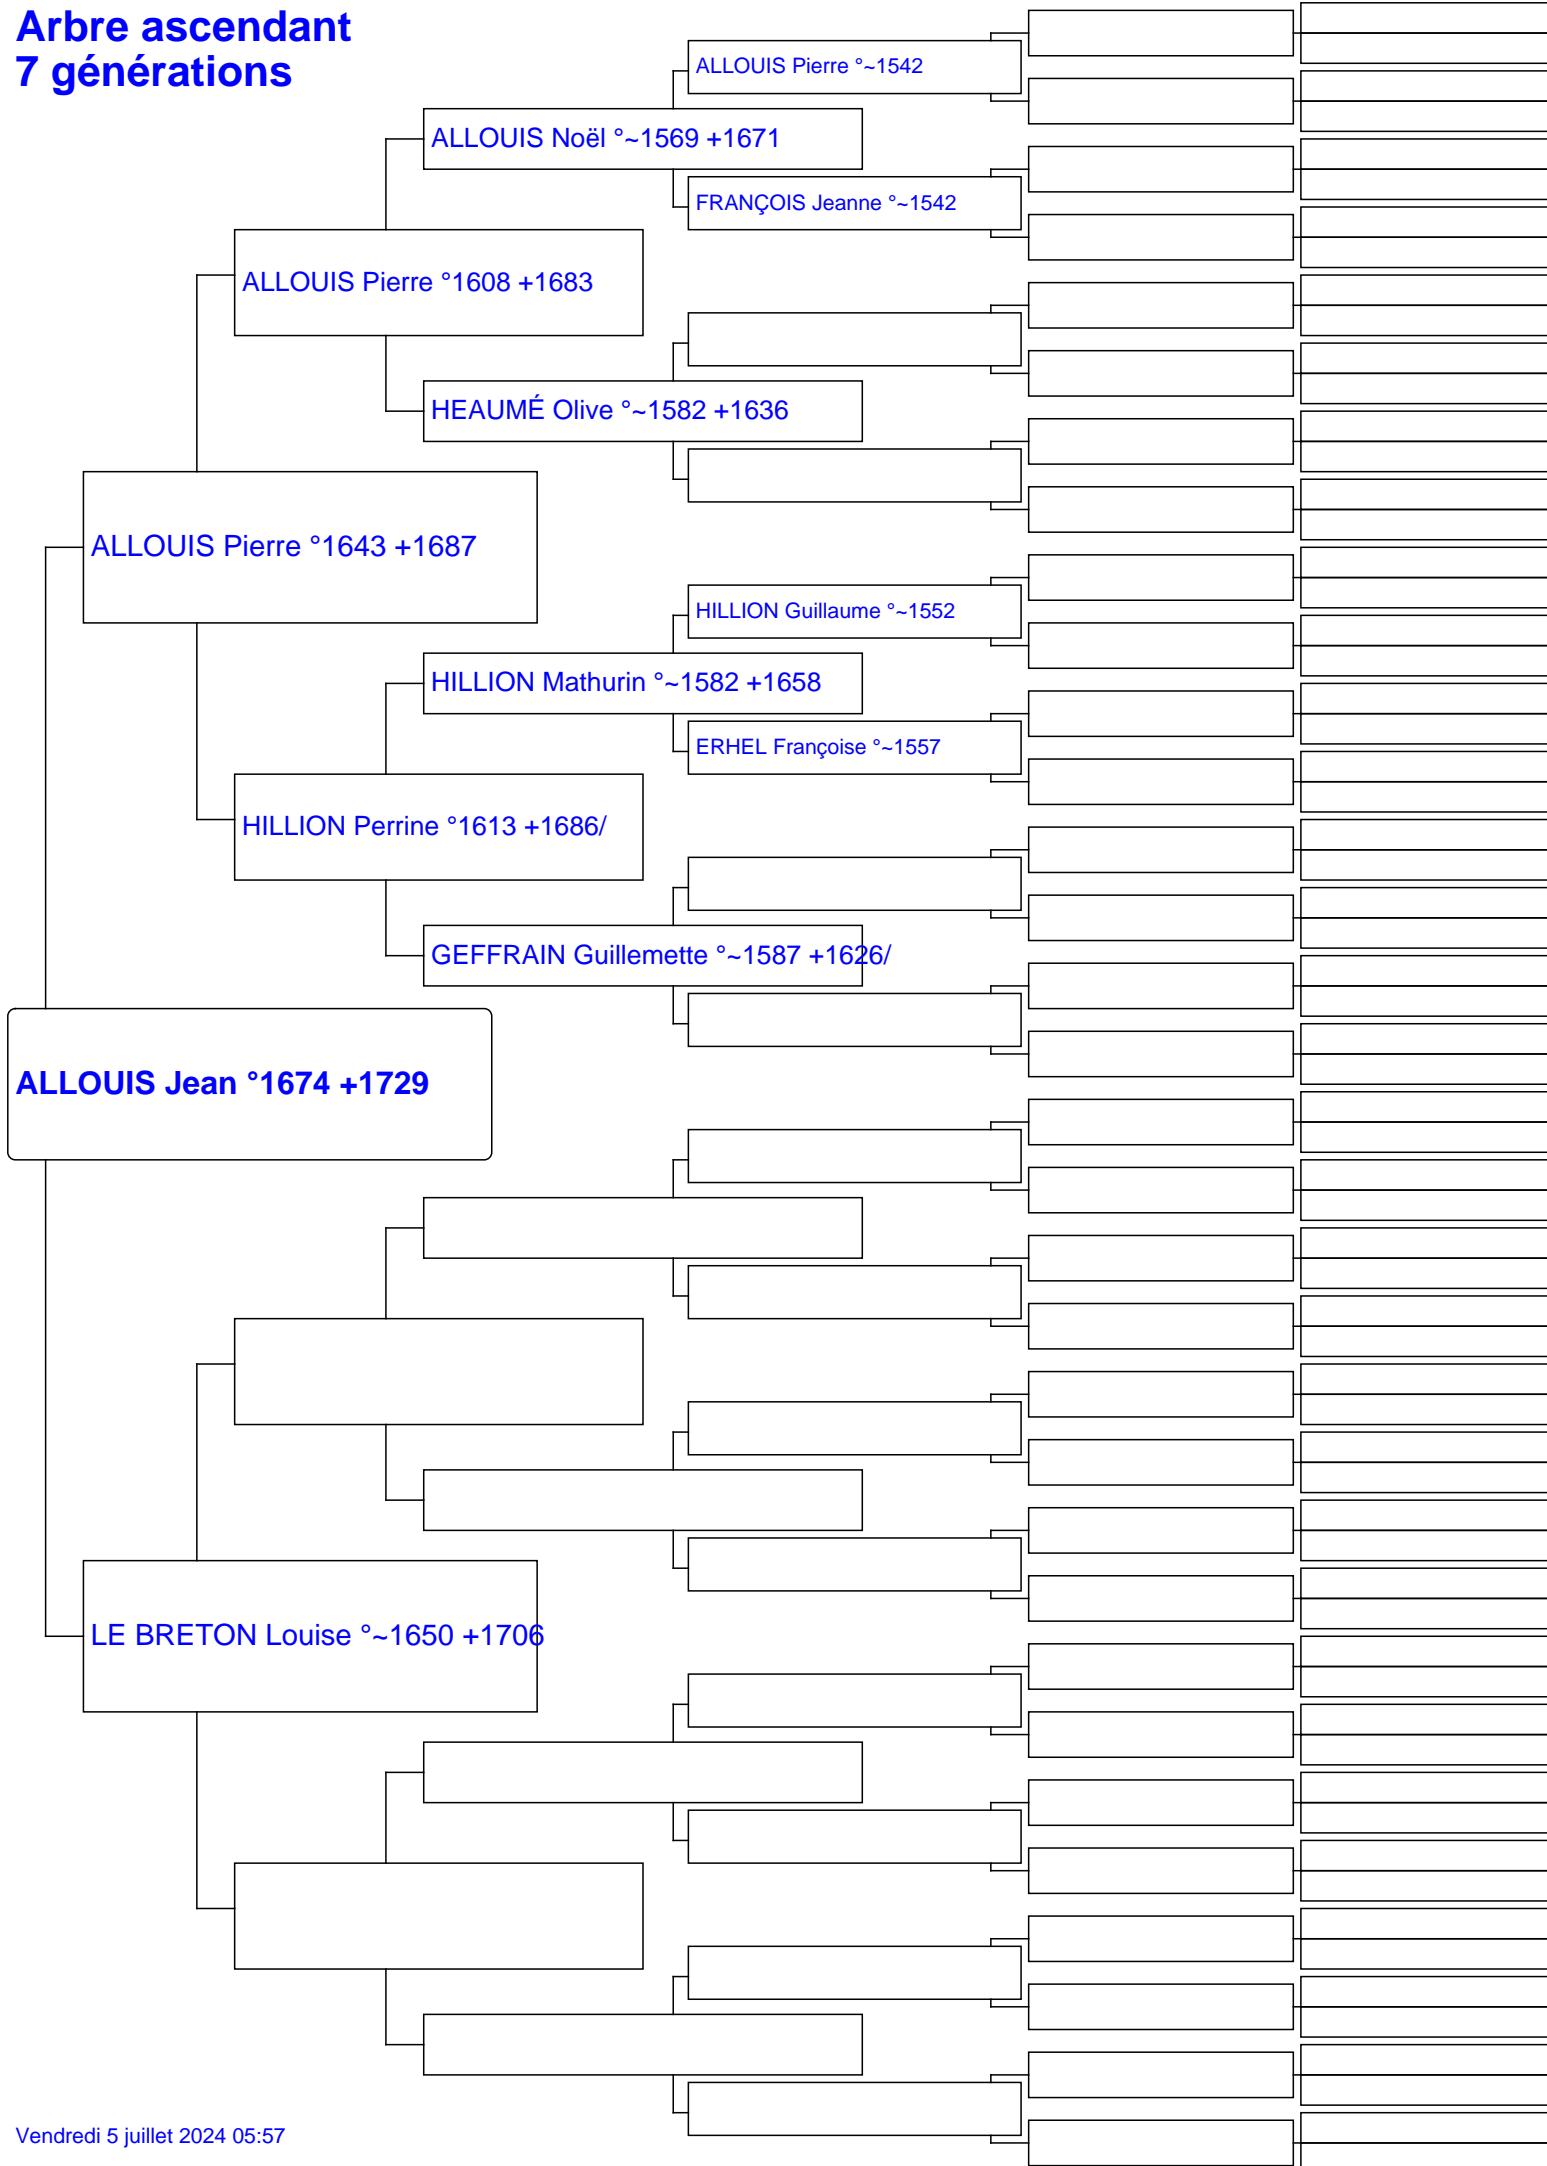 Arbre ascendant
7 générations
ALLOUIS Pierre °~1542
ALLOUIS Noël °~1569 +1671
FRANÇOIS Jeanne °~1542
ALLOUIS Pierre °1608 +1683
HEAUMÉ Olive °~1582 +1636
ALLOUIS Pierre °1643 +1687
HILLION Guillaume °~1552
HILLION Mathurin °~1582 +1658
ERHEL Françoise °~1557
HILLION Perrine °1613 +1686/
GEFFRAIN Guillemette °~1587 +1626/
ALLOUIS Jean °1674 +1729
LE BRETON Louise °~1650 +1706
Vendredi 5 juillet 2024 05:57